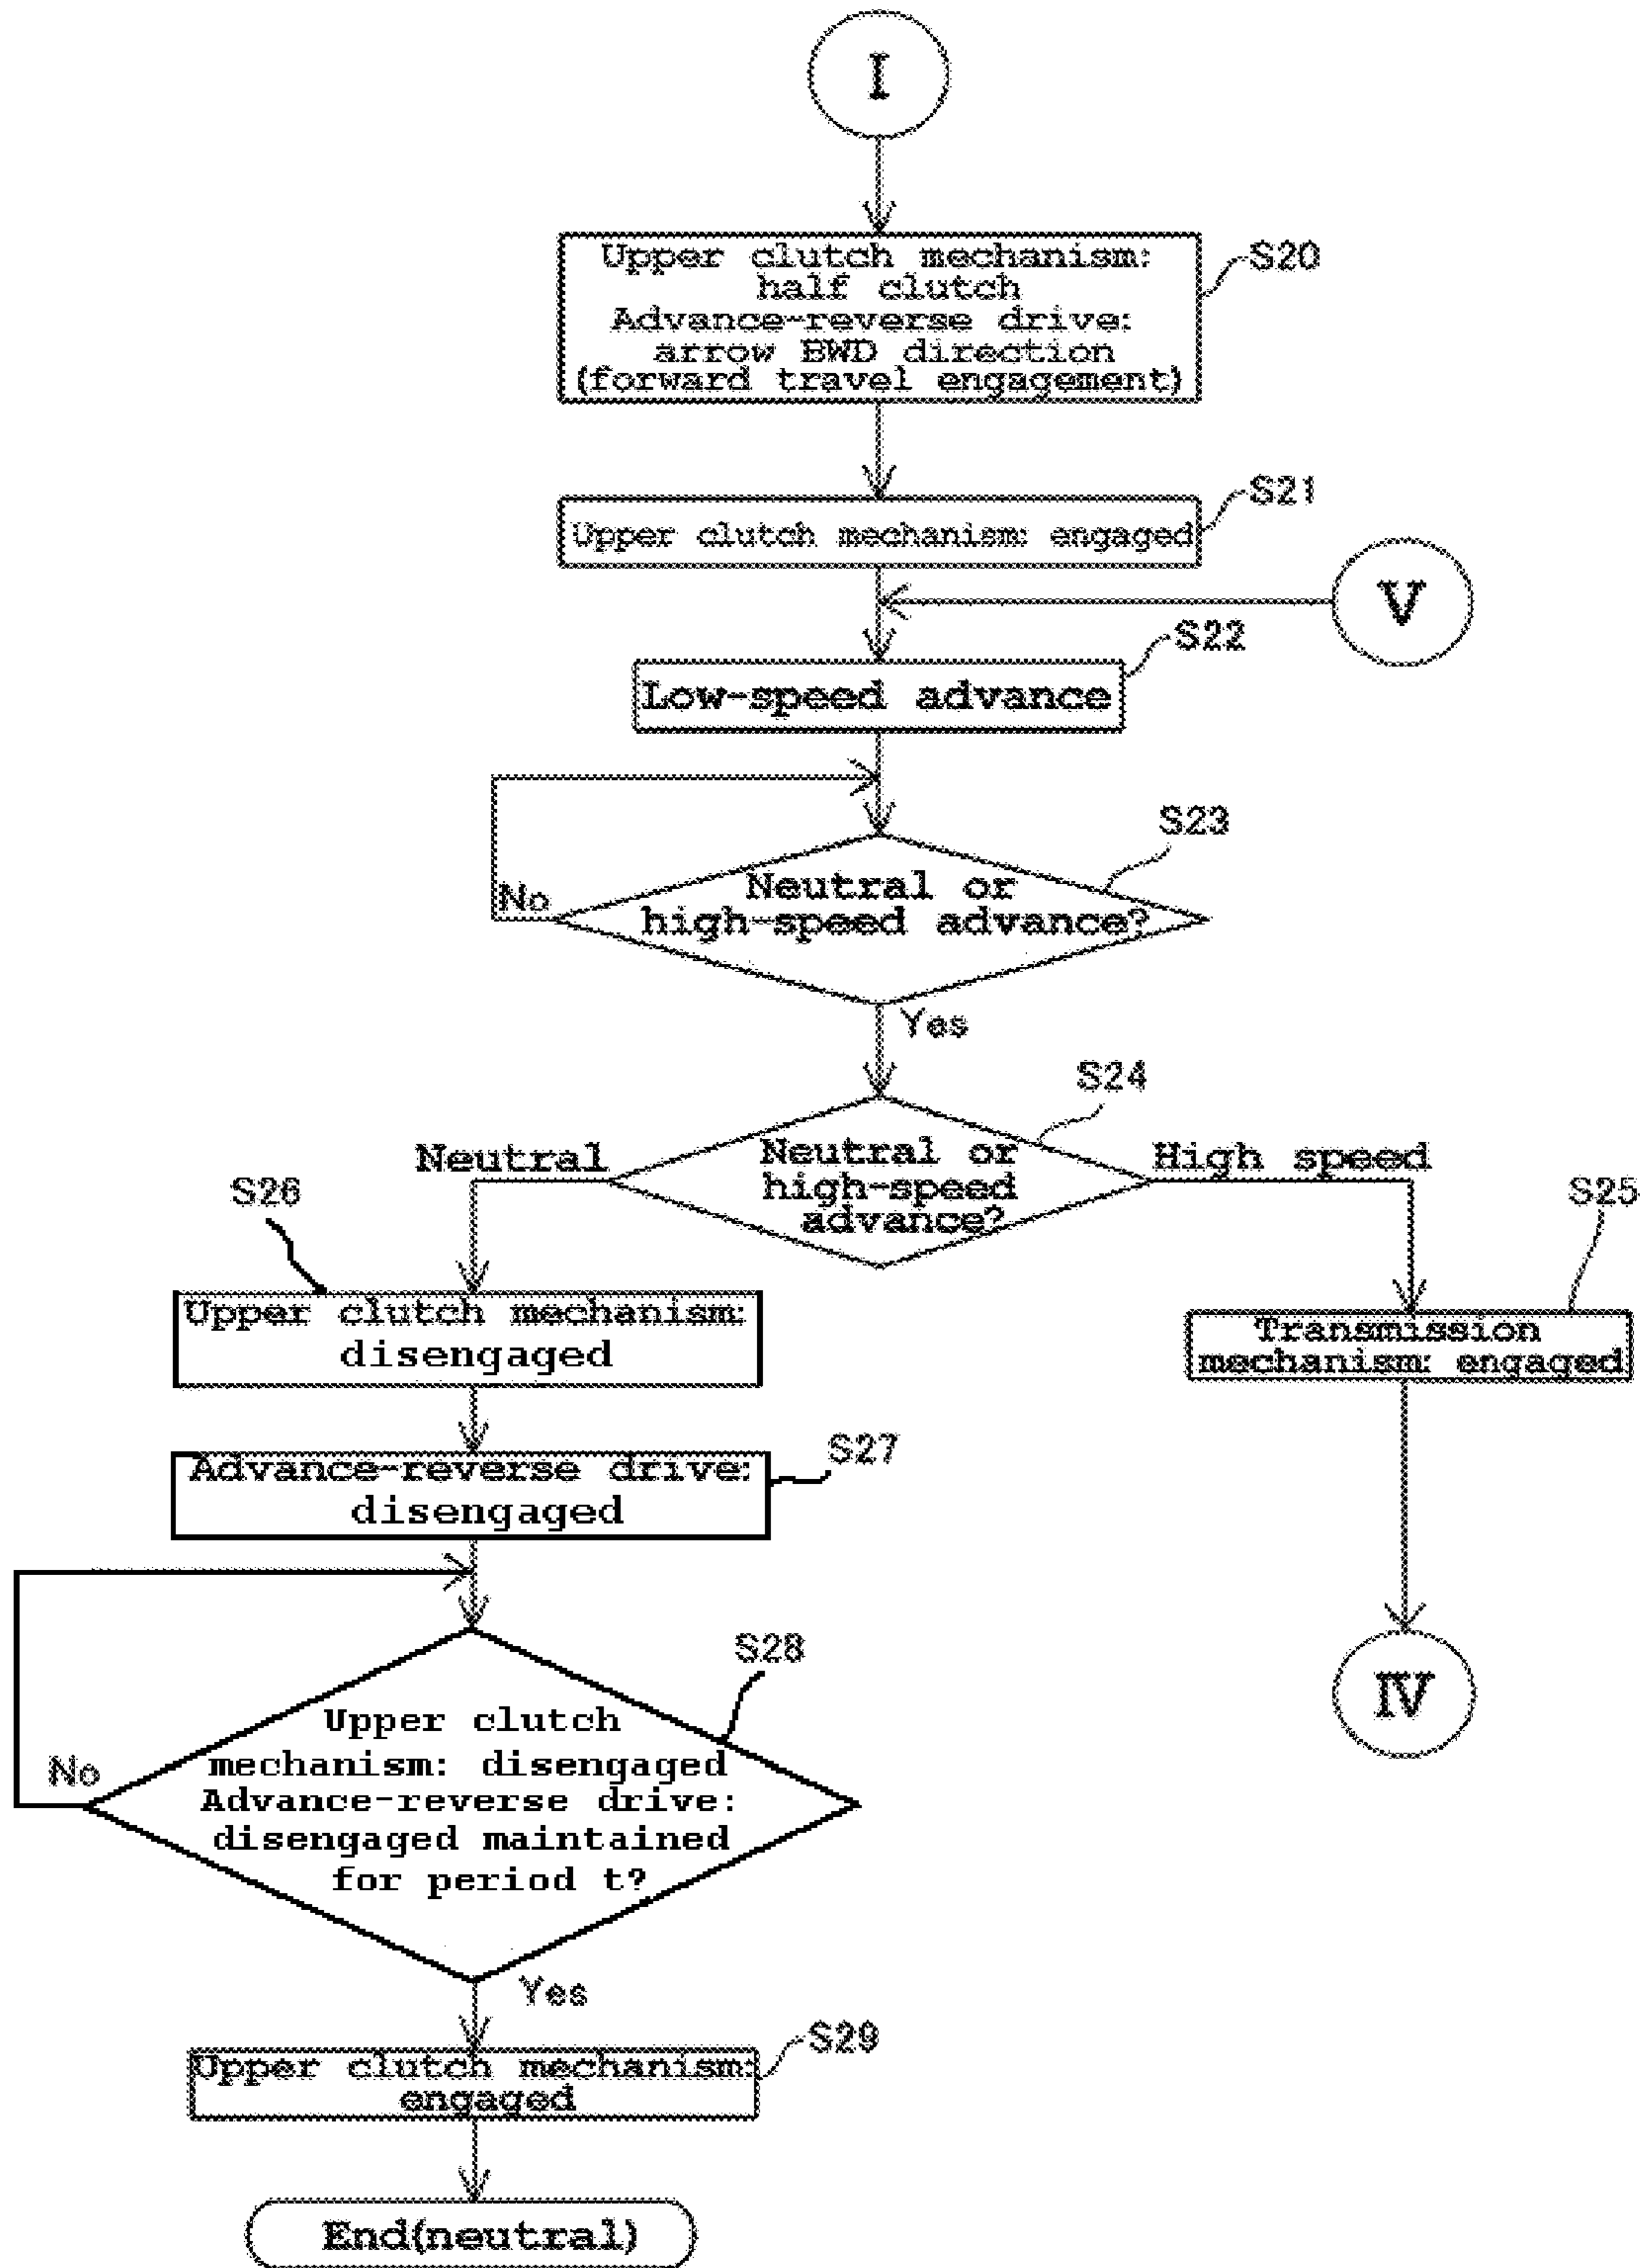 I
Upper clutch mechanism:
half clutch
Advance-reverse drive:
arrow BWD direction
(forward travel engagement)
S20
Upper clutch mechanism: engaged
S21
V
Low-speed advance
S22
Neutral or
high-speed advance?
S23
No
Yes
Neutral or
high-speed
advance?
S24
Neutral
High speed
S26
Upper clutch mechanism:
disengaged
S25
Transmission
mechanism: engaged
Advance-reverse drive:
disengaged
S27
Upper clutch
mechanism: disengaged
Advance-reverse drive:
disengaged maintained
for period t?
S28
No
Yes
IV
Upper clutch mechanism:
engaged
S29
End(neutral)